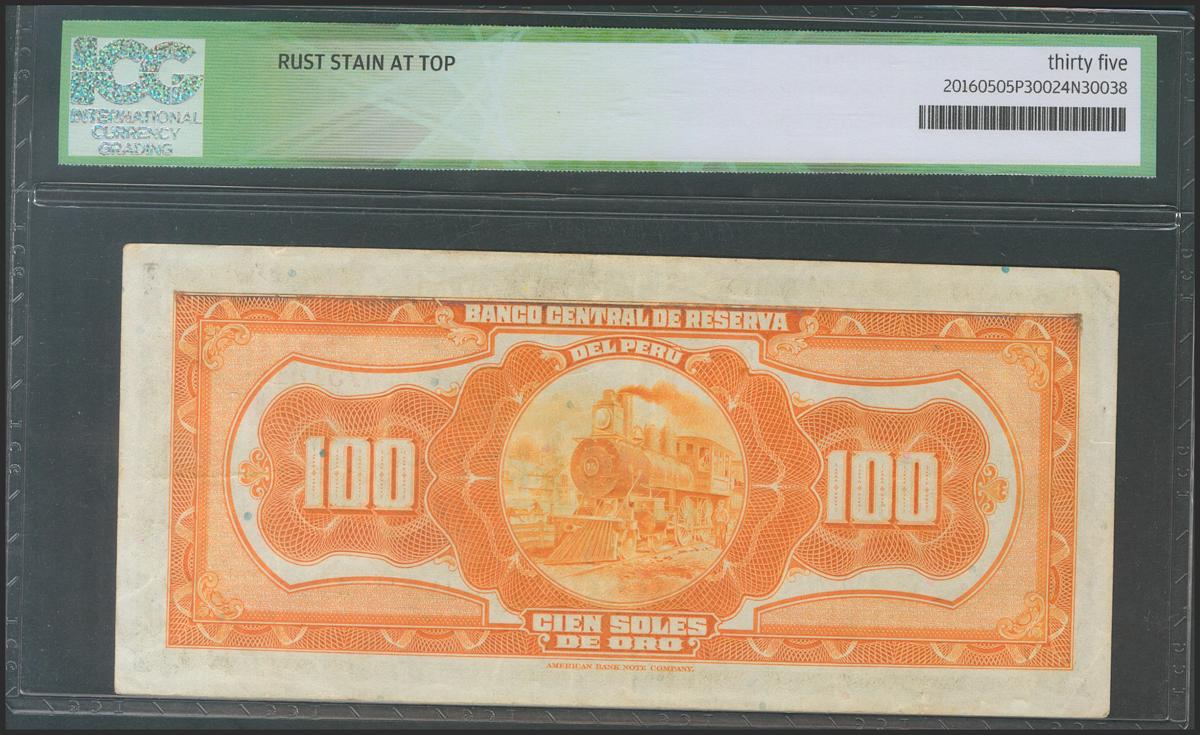 ICG
INTERNATIONAL
CURRENCY
GRADING
RUST STAIN AT TOP
thirty five
20160505P30024N30038
BANCO CENTRAL DE RESERVA
DEL PERÚ
100
100
CIEN SOLES
DE ORO
AMERICAN BANK NOTE COMPANY.